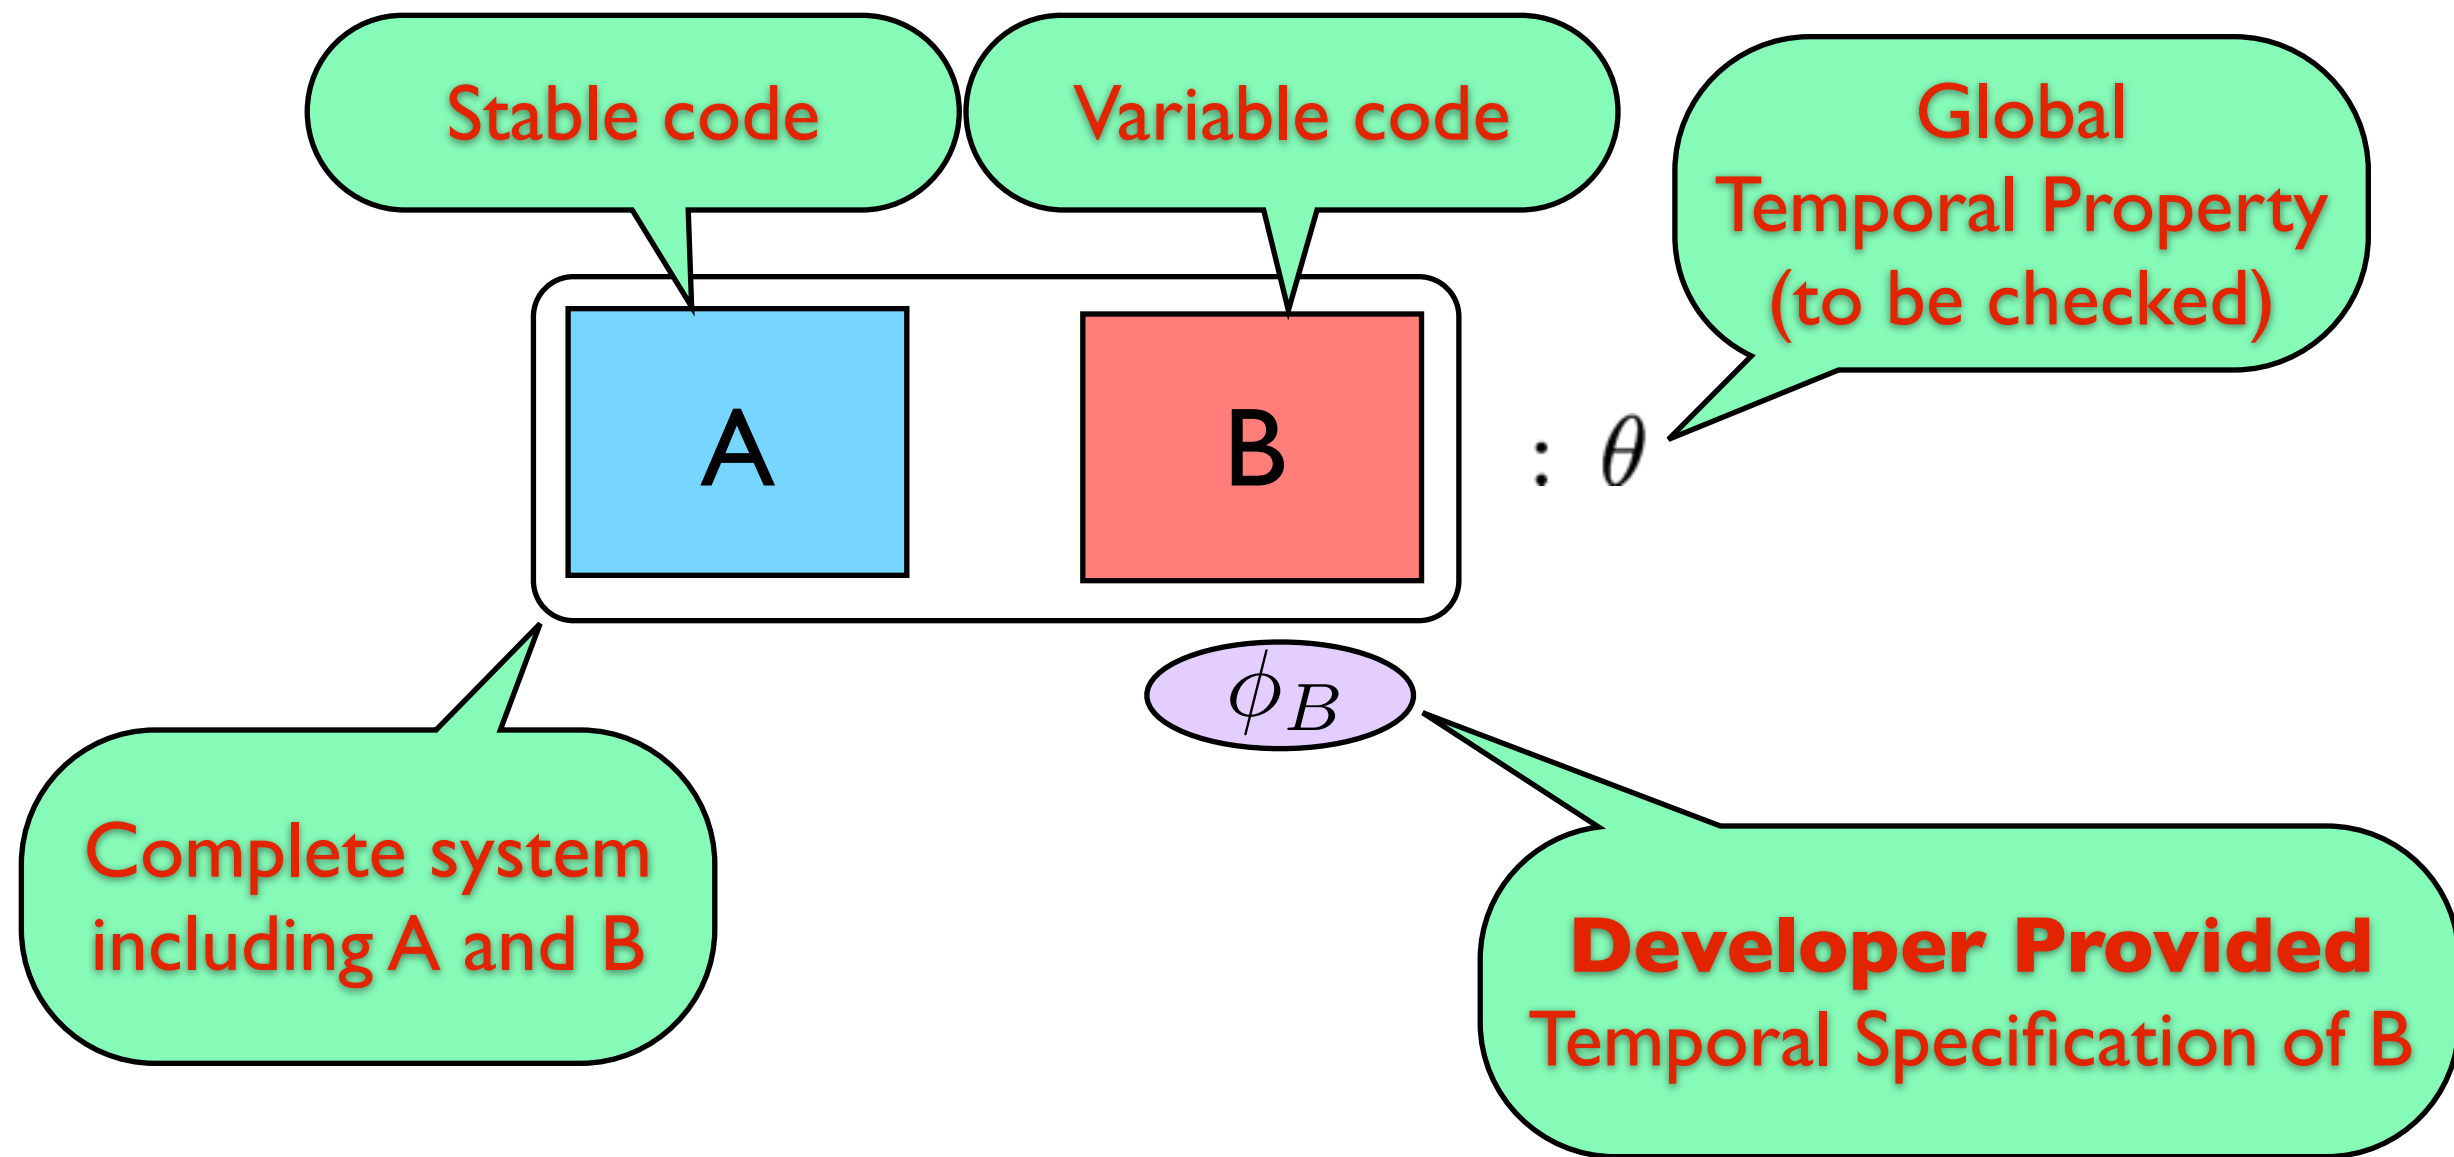 Stable code
Variable code
Global
Temporal Property
(to be checked)
A
B
: θ
ϕB
Complete system
including A and B
Developer Provided
Temporal Specification of B